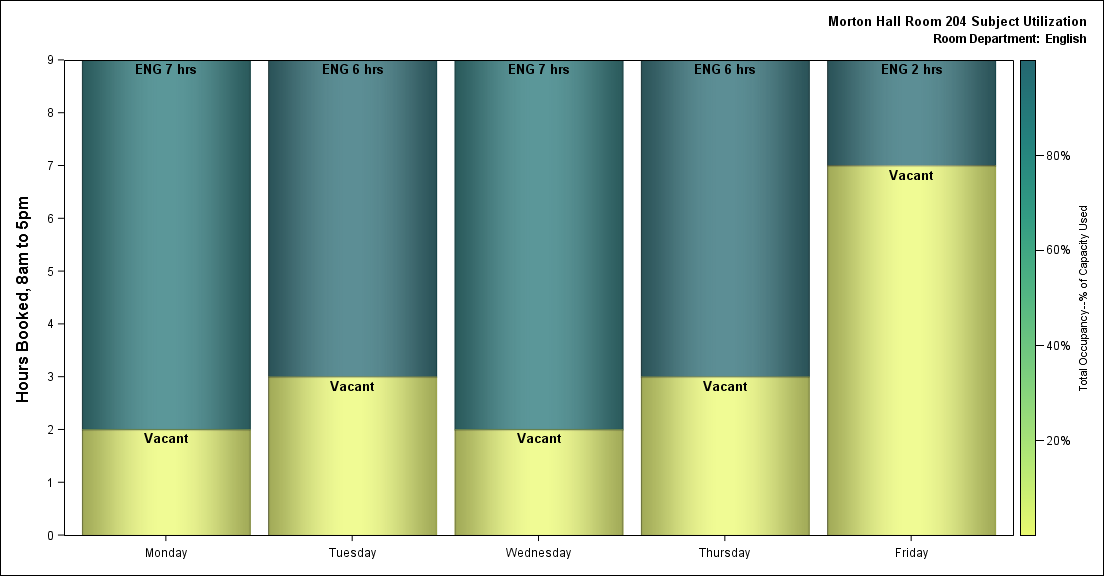 Morton Hall Room 204 Subject Utilization
Room Department: English
Hours Booked, 8am to 5pm
9
8
7
6
5
4
3
2
1
0
ENG 7 hrs
Vacant
ENG 6 hrs
Vacant
ENG 7 hrs
Vacant
ENG 6 hrs
Vacant
ENG 2 hrs
Vacant
Monday
Tuesday
Wednesday
Thursday
Friday
80%
60%
40%
20%
Total Occupancy--% of Capacity Used